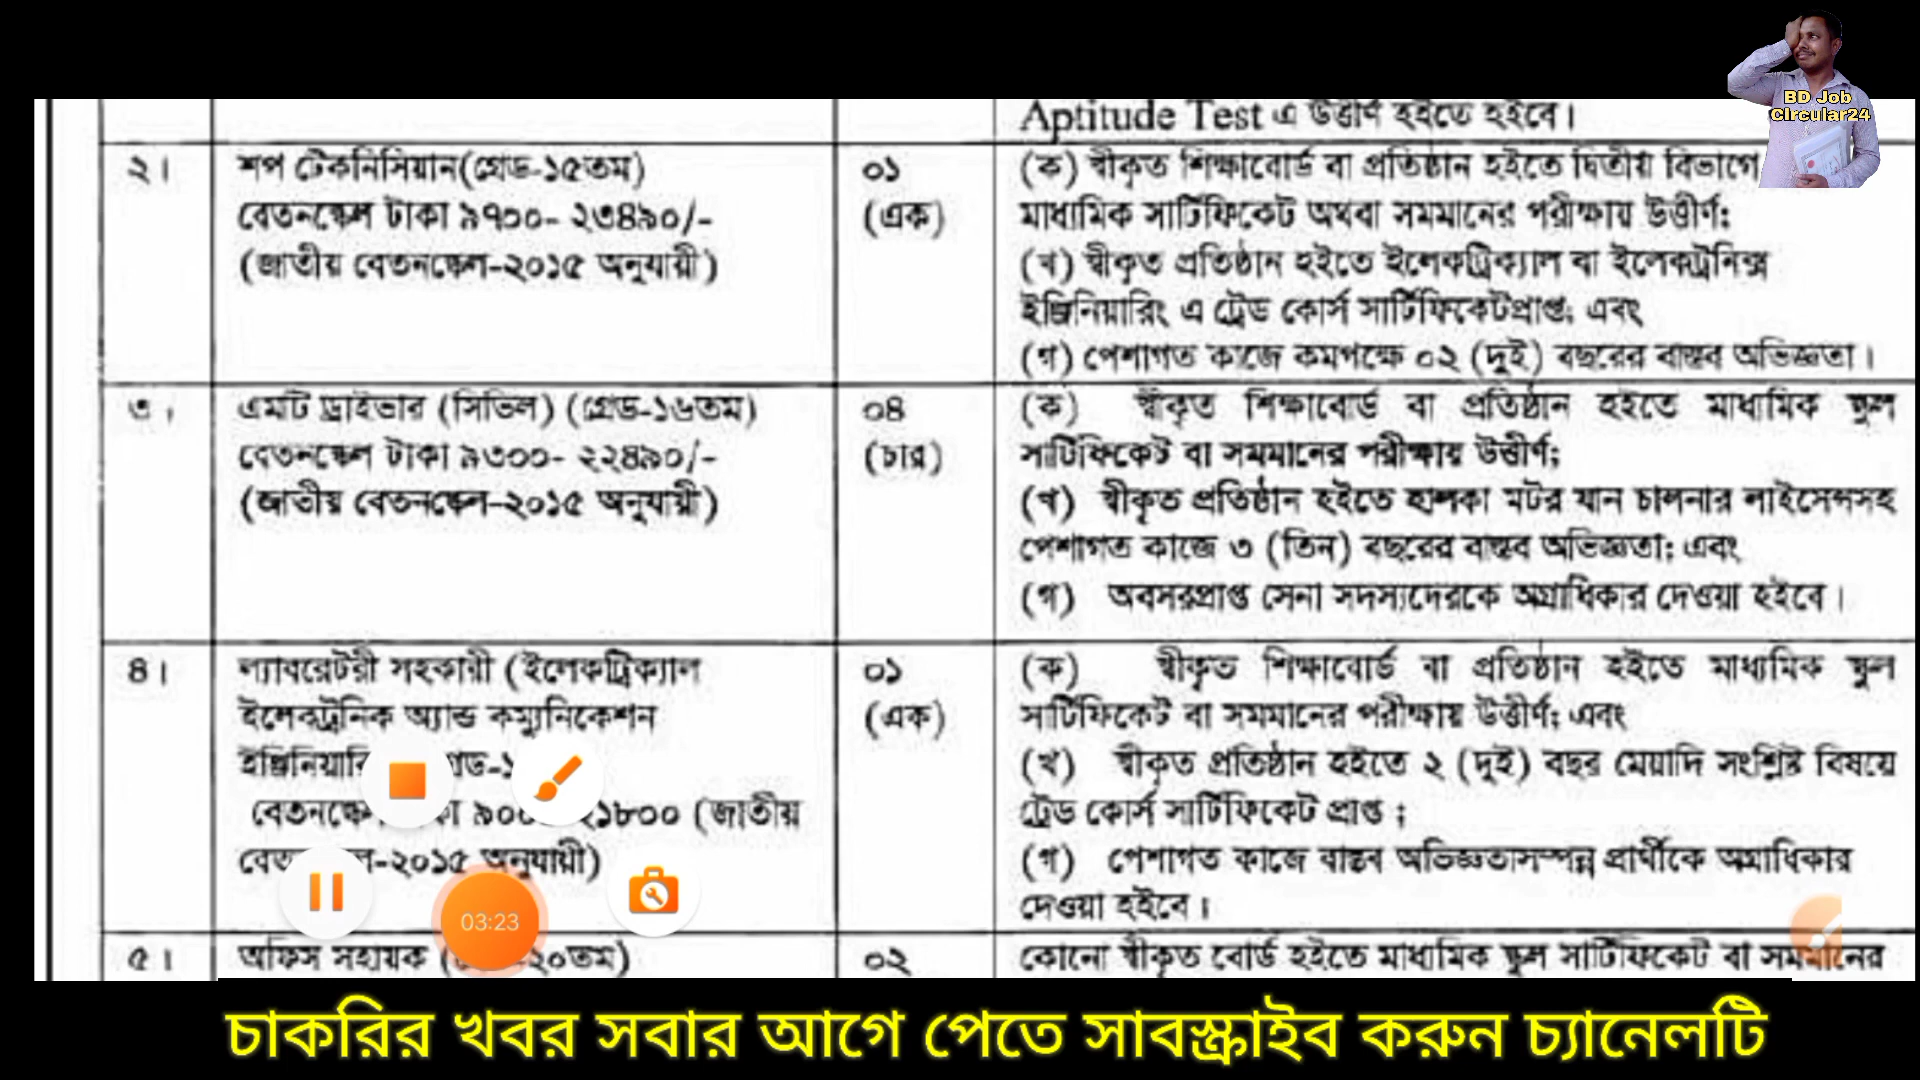 BD Job
Circular24
Aptitude Test এ উত্তীর্ণ হইতে হইবে।
২। শপ টেকনিসিয়ান(গ্রেড-১৫তম) ০১ (ক) স্বীকৃত শিক্ষাবোর্ড বা প্রতিষ্ঠান হইতে দ্বিতীয় বিভাগে
বেতনস্কেল টাকা ৯৭০০- ২৩৪৯০/- (এক) মাধ্যমিক সার্টিফিকেট অথবা সমমানের পরীক্ষায় উত্তীর্ণ;
(জাতীয় বেতনস্কেল-২০১৫ অনুযায়ী) (খ) স্বীকৃত প্রতিষ্ঠান হইতে ইলেকট্রিক্যাল বা ইলেকট্রনিক্স
ইঞ্জিনিয়ারিং এ ট্রেড কোর্স সার্টিফিকেটপ্রাপ্ত; এবং
(গ) পেশাগত কাজে কমপক্ষে ০২ (দুই) বছরের বাস্তব অভিজ্ঞতা।
৩। এমটি ড্রাইভার (সিভিল) (গ্রেড-১৬তম) ০৪ (ক) স্বীকৃত শিক্ষাবোর্ড বা প্রতিষ্ঠান হইতে মাধ্যমিক স্কুল
বেতনস্কেল টাকা ৯৩০০- ২২৪৯০/- (চার) সার্টিফিকেট বা সমমানের পরীক্ষায় উত্তীর্ণ;
(জাতীয় বেতনস্কেল-২০১৫ অনুযায়ী) (খ) স্বীকৃত প্রতিষ্ঠান হইতে হালকা মটর যান চালনার লাইসেন্সসহ
পেশাগত কাজে ৩ (তিন) বছরের বাস্তব অভিজ্ঞতা; এবং
(গ) অবসরপ্রাপ্ত সেনা সদস্যদেরকে অগ্রাধিকার দেওয়া হইবে।
৪। ল্যাবরেটরী সহকারী (ইলেকট্রিক্যাল ০১ (ক) স্বীকৃত শিক্ষাবোর্ড বা প্রতিষ্ঠান হইতে মাধ্যমিক স্কুল
ইলেকট্রনিক অ্যান্ড কম্যুনিকেশন (এক) সার্টিফিকেট বা সমমানের পরীক্ষায় উত্তীর্ণ; এবং
(খ) স্বীকৃত প্রতিষ্ঠান হইতে ২ (দুই) বছর মেয়াদি সংশ্লিষ্ট বিষয়ে
২১৮০০ (জাতীয় ট্রেড কোর্স সার্টিফিকেট প্রাপ্ত ;
-২০১৫ অনুযায়ী) (গ) পেশাগত কাজে বাস্তব অভিজ্ঞতাসম্পন্ন প্রার্থীকে অগ্রাধিকার
দেওয়া হইবে।
03:23
৫। অফিস সহায়ক -২০তম) ০২ কোনো স্বীকৃত বোর্ড হইতে মাধ্যমিক স্কুল সার্টিফিকেট বা সমমানের
চাকরির খবর সবার আগে পেতে সাবস্ক্রাইব করুন চ্যানেলটি